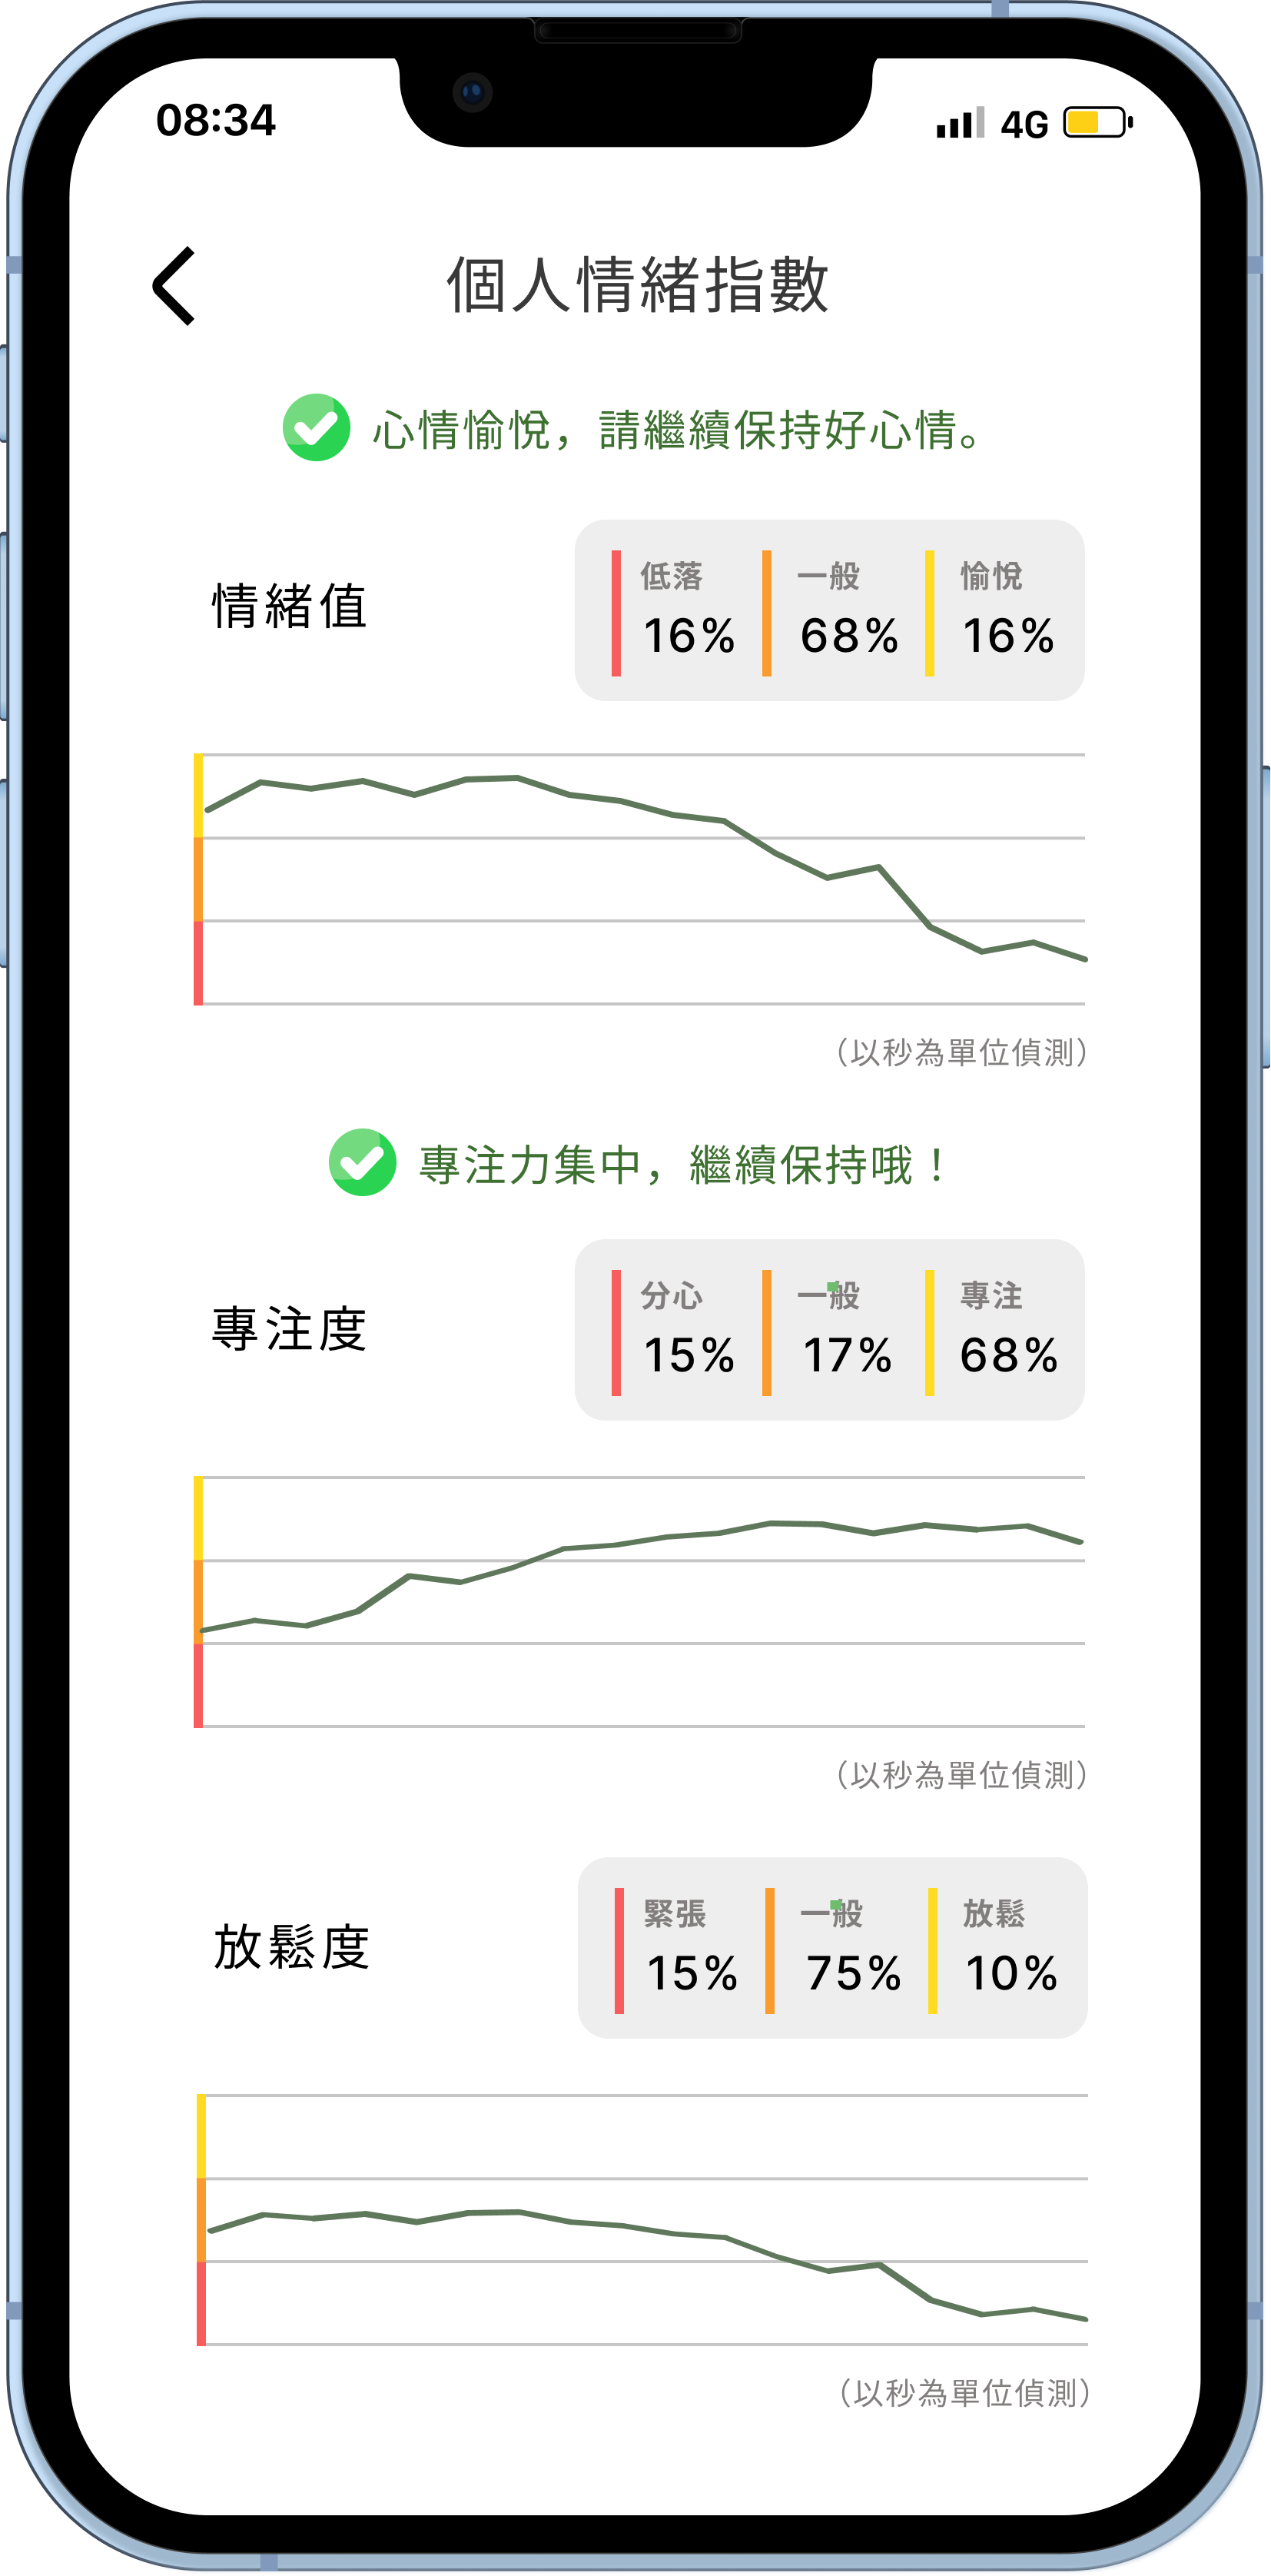 08:34
4G
個人情緒指數
心情愉悅，請繼續保持好心情。
情緒值
低落 一般 愉悅
16% 68% 16%
（以秒為單位偵測）
專注力集中，繼續保持哦！
專注度
分心 一般 專注
15% 17% 68%
（以秒為單位偵測）
放鬆度
緊張 一般 放鬆
15% 75% 10%
（以秒為單位偵測）